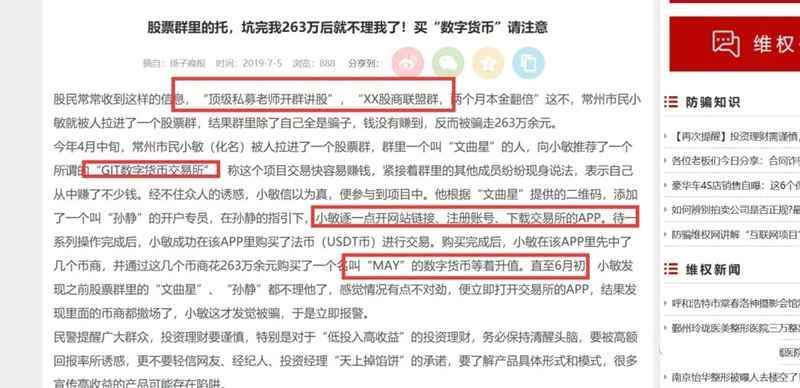 股票群里的托，坑完我263万后就不理我了！买“数字货币”请注意
摘自：扬子晚报，时间：2019-7-5 浏览：888 分享到：
股民常常收到这样的信息，“顶级私募老师开群讲股”，“XX股商联盟群，两个月本金翻倍”这不，常州市民小
敏就被人拉进了一个股票群，结果群里除了自己全是骗子，钱没有赚到，反而被骗走263万余元。
今年4月中旬，常州市民小敏（化名）被人拉进了一个股票群，群里一个叫“文曲星”的人，向小敏推荐了一个
所谓的“GIT数字货币交易所”，称这个项目交易快容易赚钱，紧接着群里的其他成员纷纷现身说法，表示自己
从中赚了不少钱。经不住众人的诱惑，小敏信以为真，便参与到项目中。他根据“文曲星”提供的二维码，添加
了一个叫“孙静”的开户专员，在孙静的指引下，小敏逐一点开网站链接、注册账号、下载交易所的APP。待一
系列操作完成后，小敏成功在该APP里购买了法币（USDT币）进行交易。购买完成后，小敏在该APP里先中了
几个币商，并通过这几个币商花263万余元购买了一个名叫“MAY”的数字货币等着升值。直至6月初，小敏发
现之前股票群里的“文曲星”、“孙静”都不理他了，感觉情况有点不对劲，便立即打开交易所的APP，结果发
现里面的币商都撤场了，小敏这才发觉被骗，于是立即报警。
民警提醒广大群众，投资理财要谨慎，特别是对于“低投入高收益”的投资理财，务必保持清醒头脑，要被高额
回报率所诱惑，更不要轻信网友、经纪人、投资经理“天上掉馅饼”的承诺，要了解产品具体形式和模式，很多
宣传高收益的产品可能存在陷阱。
维权
防骗知识
【再次提醒】投资理财需谨慎，
各位老板们今日分享：合同诈
豪华车4S店销售自曝：这6个
如何辨别拍卖公司是否正规？最
防骗维权网讲解“互联网项目”
维权新闻
呼和浩特市棠春洛神摄影会馆
鄞州玲珑医美整形医院三万整
南京怡华整形被曝人去楼空了